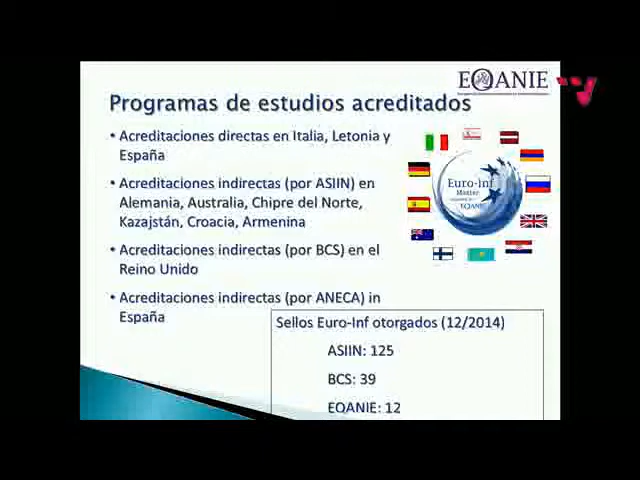 EQANIE
Programas de estudios acreditados
• Acreditaciones directas en Italia, Letonia y
España
• Acreditaciones indirectas (por ASIIN) en
Alemania, Australia, Chipre del Norte,
Kazajstán, Croacia, Armenina
• Acreditaciones indirectas (por BCS) en el
Reino Unido
• Acreditaciones indirectas (por ANECA) in
España
Euro-Inf
Master
EQANIE
Sellos Euro-Inf otorgados (12/2014)
ASIIN: 125
BCS: 39
EQANIE: 12